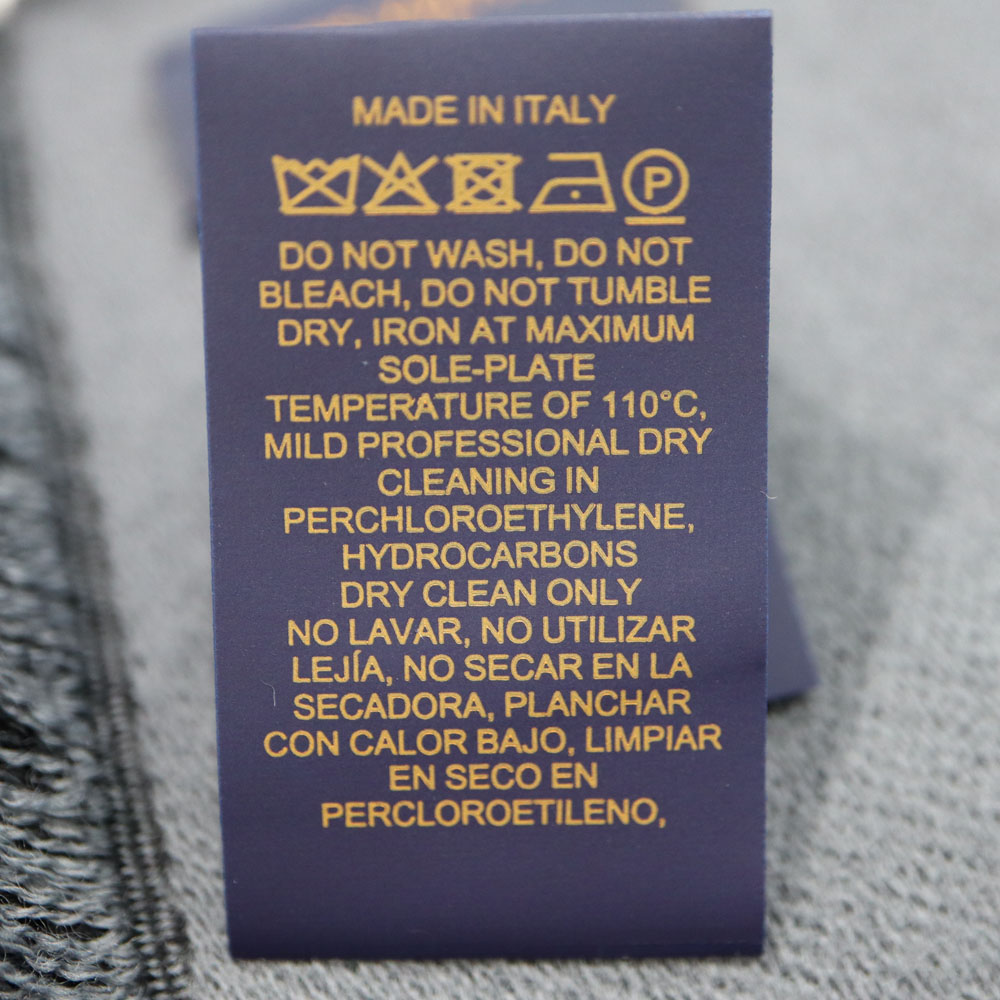 MADE IN ITALY
P
DO NOT WASH, DO NOT
BLEACH, DO NOT TUMBLE
DRY, IRON AT MAXIMUM
SOLE-PLATE
TEMPERATURE OF 110°C,
MILD PROFESSIONAL DRY
CLEANING IN
PERCHLOROETHYLENE,
HYDROCARBONS
DRY CLEAN ONLY
NO LAVAR, NO UTILIZAR
LEJÍA, NO SECAR EN LA
SECADORA, PLANCHAR
CON CALOR BAJO, LIMPIAR
EN SECO EN
PERCLOROETILENO,